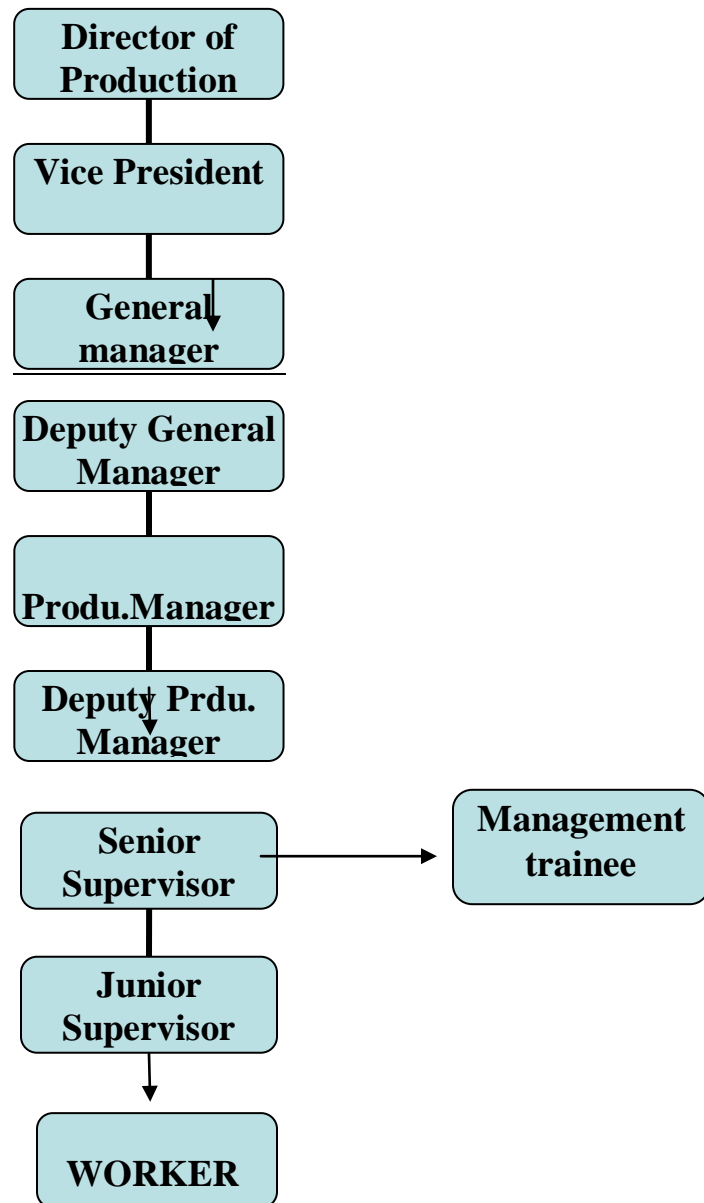 Director of
Production
Vice President
General
manager
Deputy General
Manager
Produ.Manager
Deputy Prdu.
Manager
Senior
Supervisor
Management
trainee
Junior
Supervisor
WORKER